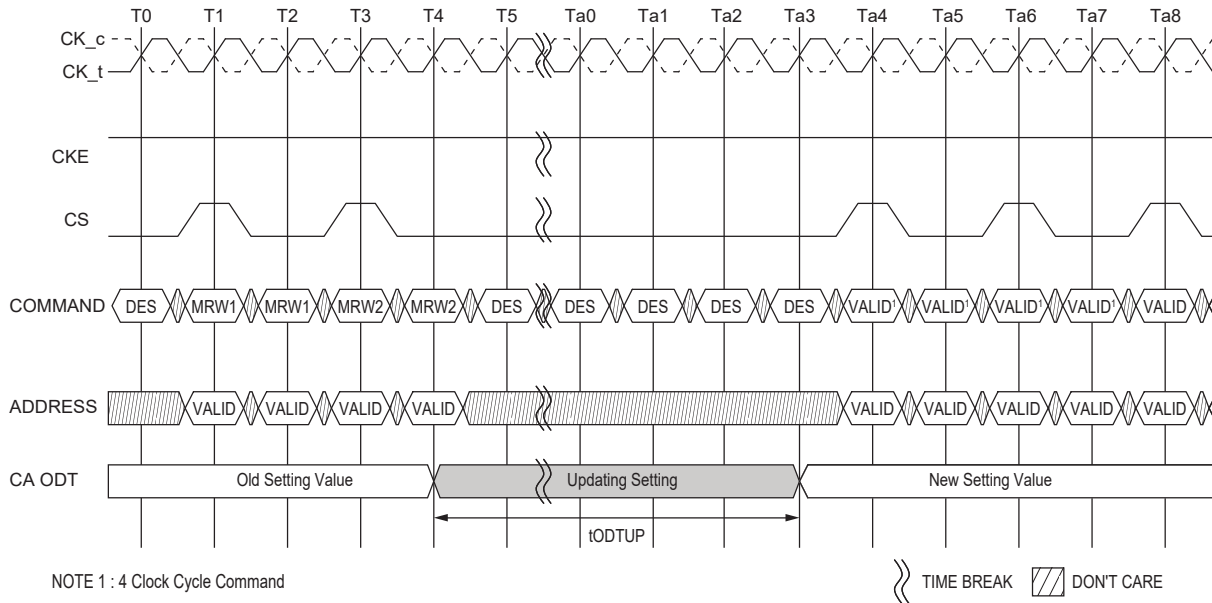 T0 T1 T2 T3 T4 T5 Ta0 Ta1 Ta2 Ta3 Ta4 Ta5 Ta6 Ta7 Ta8
CK_c
CK_t
CKE
CS
COMMAND DES MRW1 MRW1 MRW2 MRW2 DES DES DES DES DES VALID¹ VALID¹ VALID¹ VALID¹ VALID
ADDRESS VALID VALID VALID VALID VALID VALID VALID VALID VALID
CA ODT Old Setting Value Updating Setting New Setting Value
tODTUP
NOTE 1 : 4 Clock Cycle Command TIME BREAK DON'T CARE